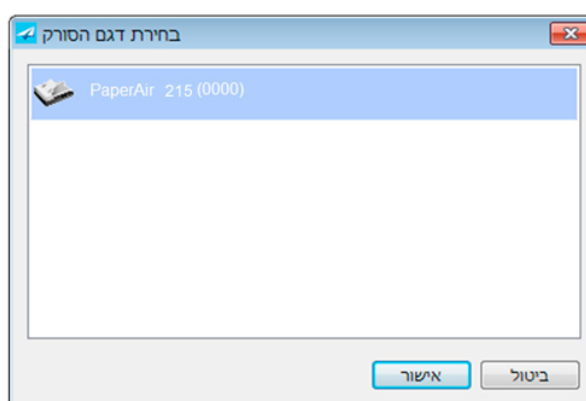 בחירת דגם הסורק
PaperAir 215 (0000)
אישור
ביטול